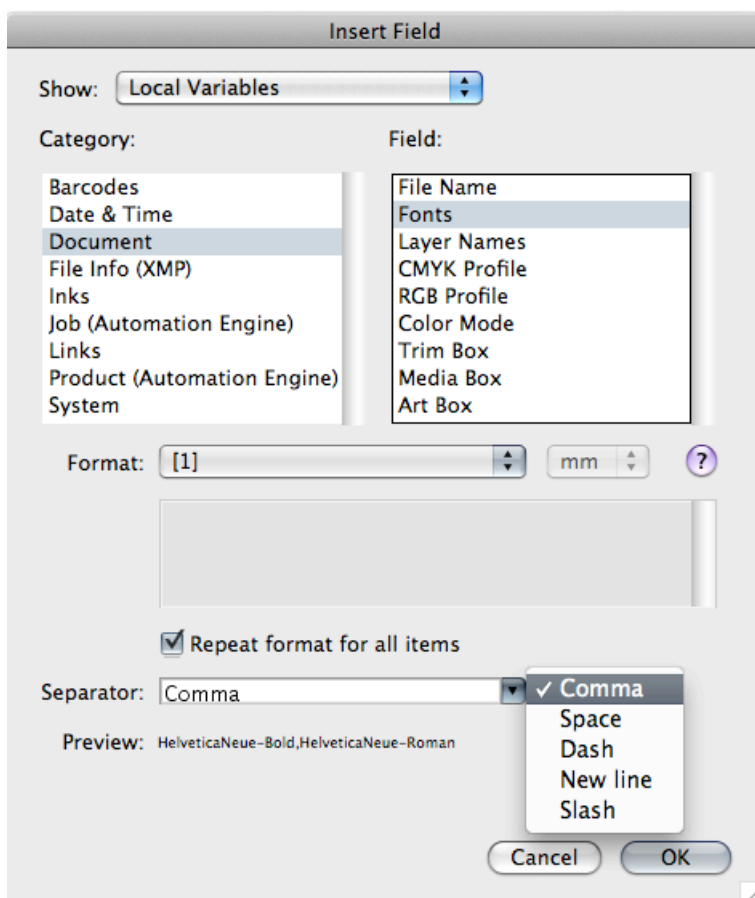 Insert Field
Show: Local Variables
Category: Field:
Barcodes
Date & Time
Document
File Info (XMP)
Inks
Job (Automation Engine)
Links
Product (Automation Engine)
System
File Name
Fonts
Layer Names
CMYK Profile
RGB Profile
Color Mode
Trim Box
Media Box
Art Box
Format: [1] mm ?
Repeat format for all items
Separator: Comma
✓ Comma
Space
Dash
New line
Slash
Preview: HelveticaNeue-Bold,HelveticaNeue-Roman
Cancel OK